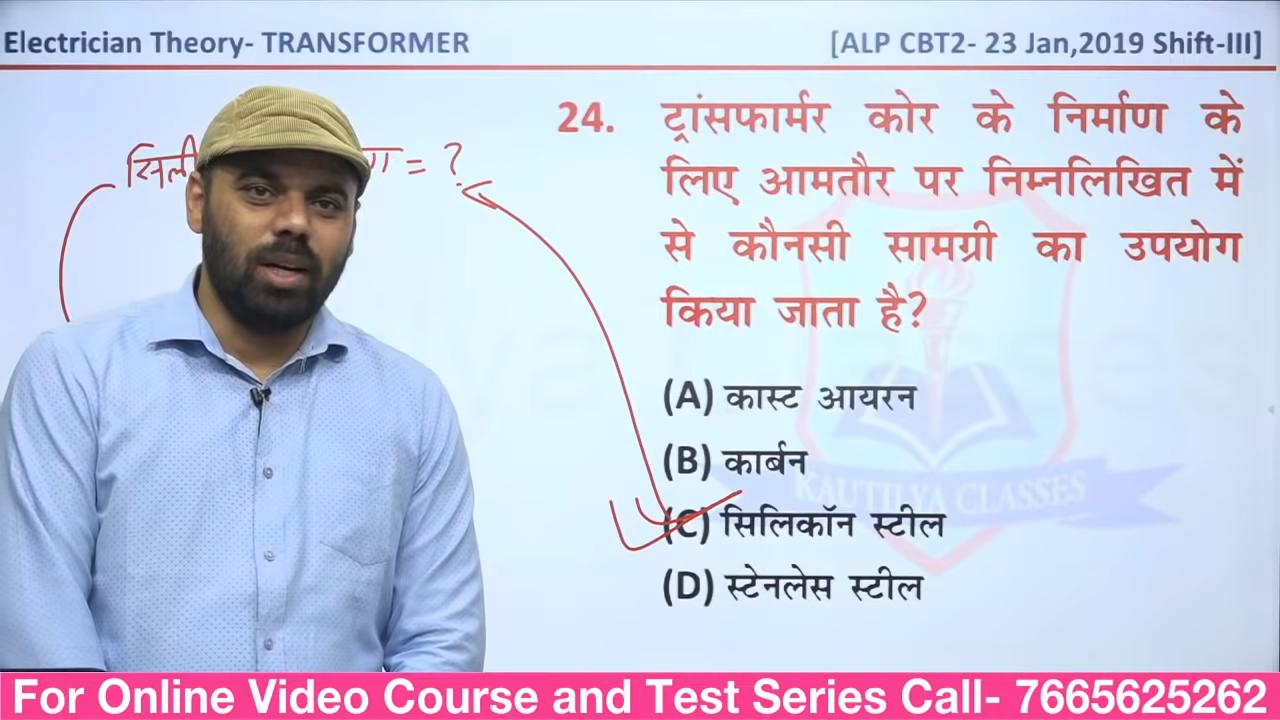 Electrician Theory- TRANSFORMER
[ALP CBT2- 23 Jan,2019 Shift-III]
= ?
24. ट्रांसफार्मर कोर के निर्माण के
लिए आमतौर पर निम्नलिखित में
से कौनसी सामग्री का उपयोग
किया जाता है?
(A) कास्ट आयरन
(B) कार्बन
(C) सिलिकॉन स्टील
(D) स्टेनलेस स्टील
KAUTILYA CLASSES
For Online Video Course and Test Series Call- 7665625262